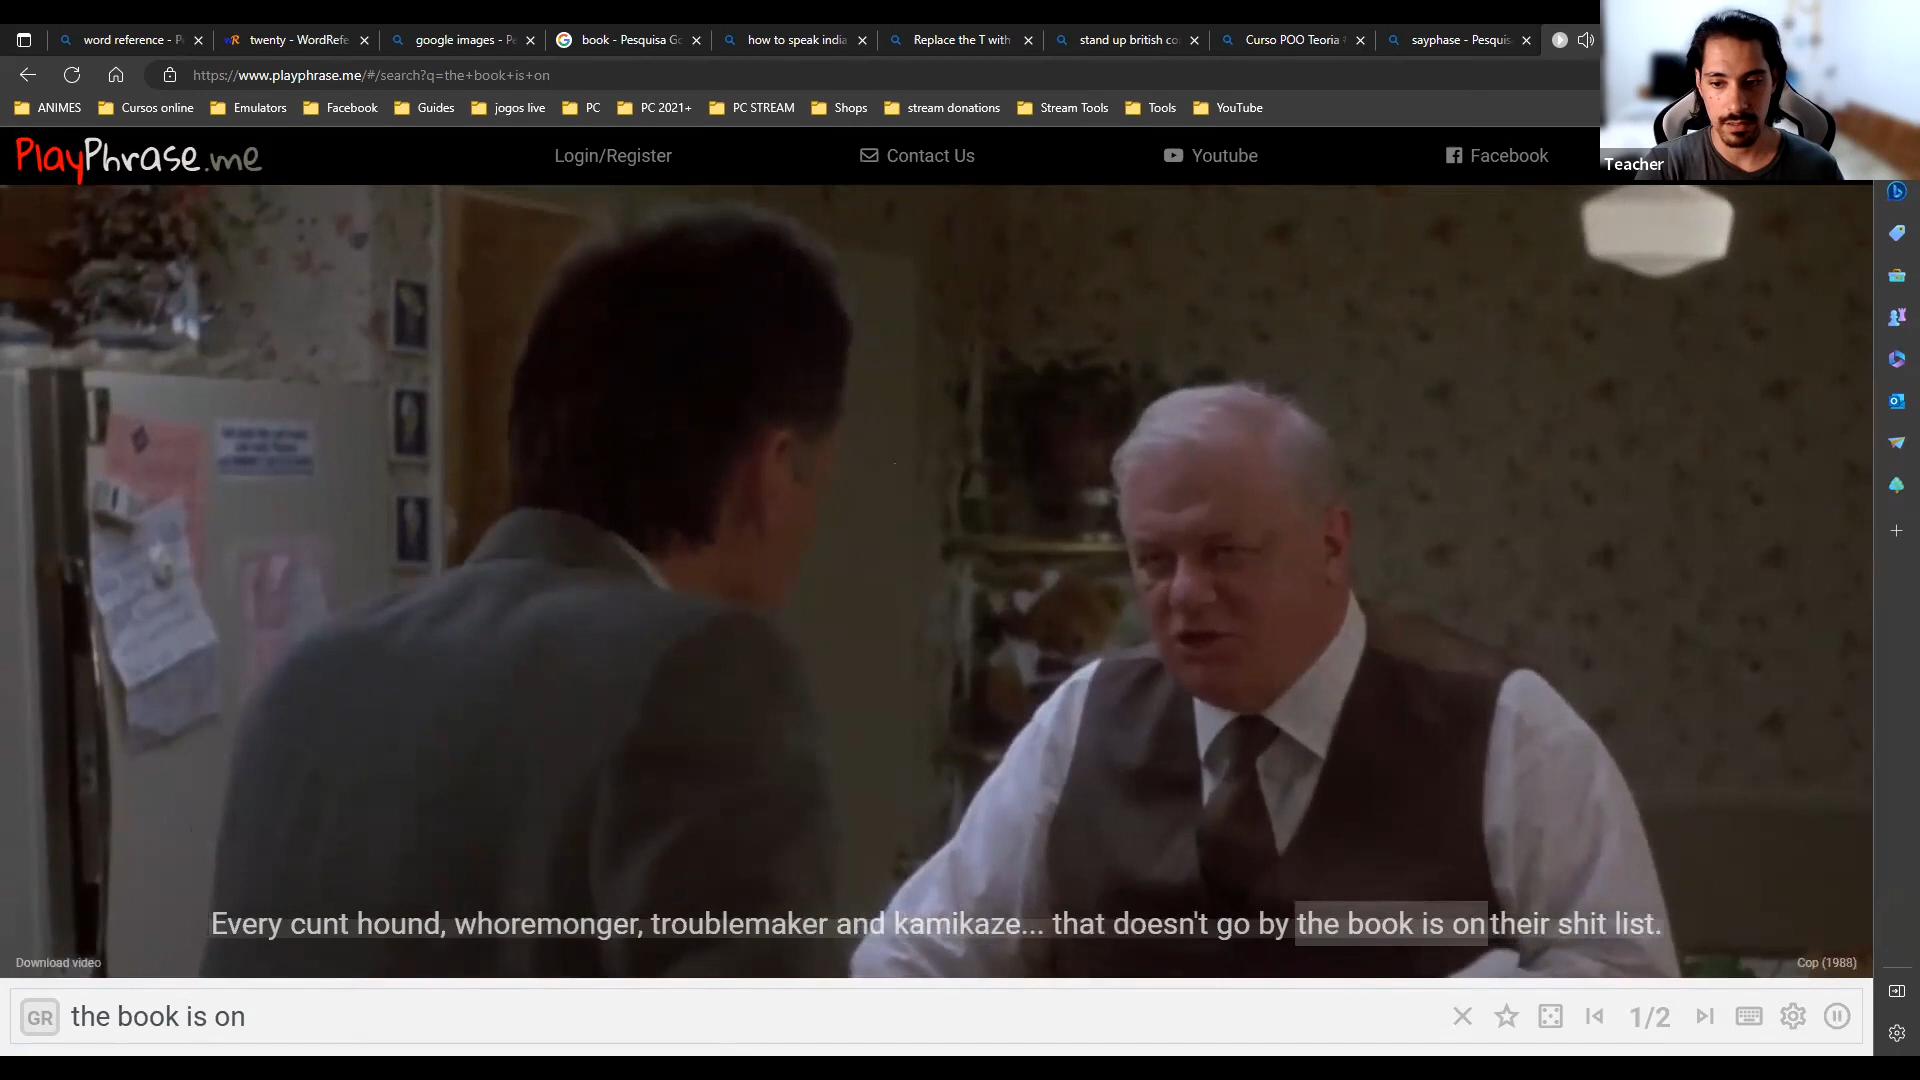 word reference - P
twenty - WordRefe
google images - Pe
book - Pesquisa Go
how to speak india
Replace the T with
stand up british co
Curso POO Teoria
sayphase - Pesquis
https://www.playphrase.me/#/search?q=the+book+is+on
ANIMES
Cursos online
Emulators
Facebook
Guides
jogos live
PC
PC 2021+
PC STREAM
Shops
stream donations
Stream Tools
Tools
YouTube
PlayPhrase.me
Login/Register
Contact Us
Youtube
Facebook
Teacher
Every cunt hound, whoremonger, troublemaker and kamikaze... that doesn't go by the book is on their shit list.
Download video
Cop (1988)
GR
the book is on
1/2